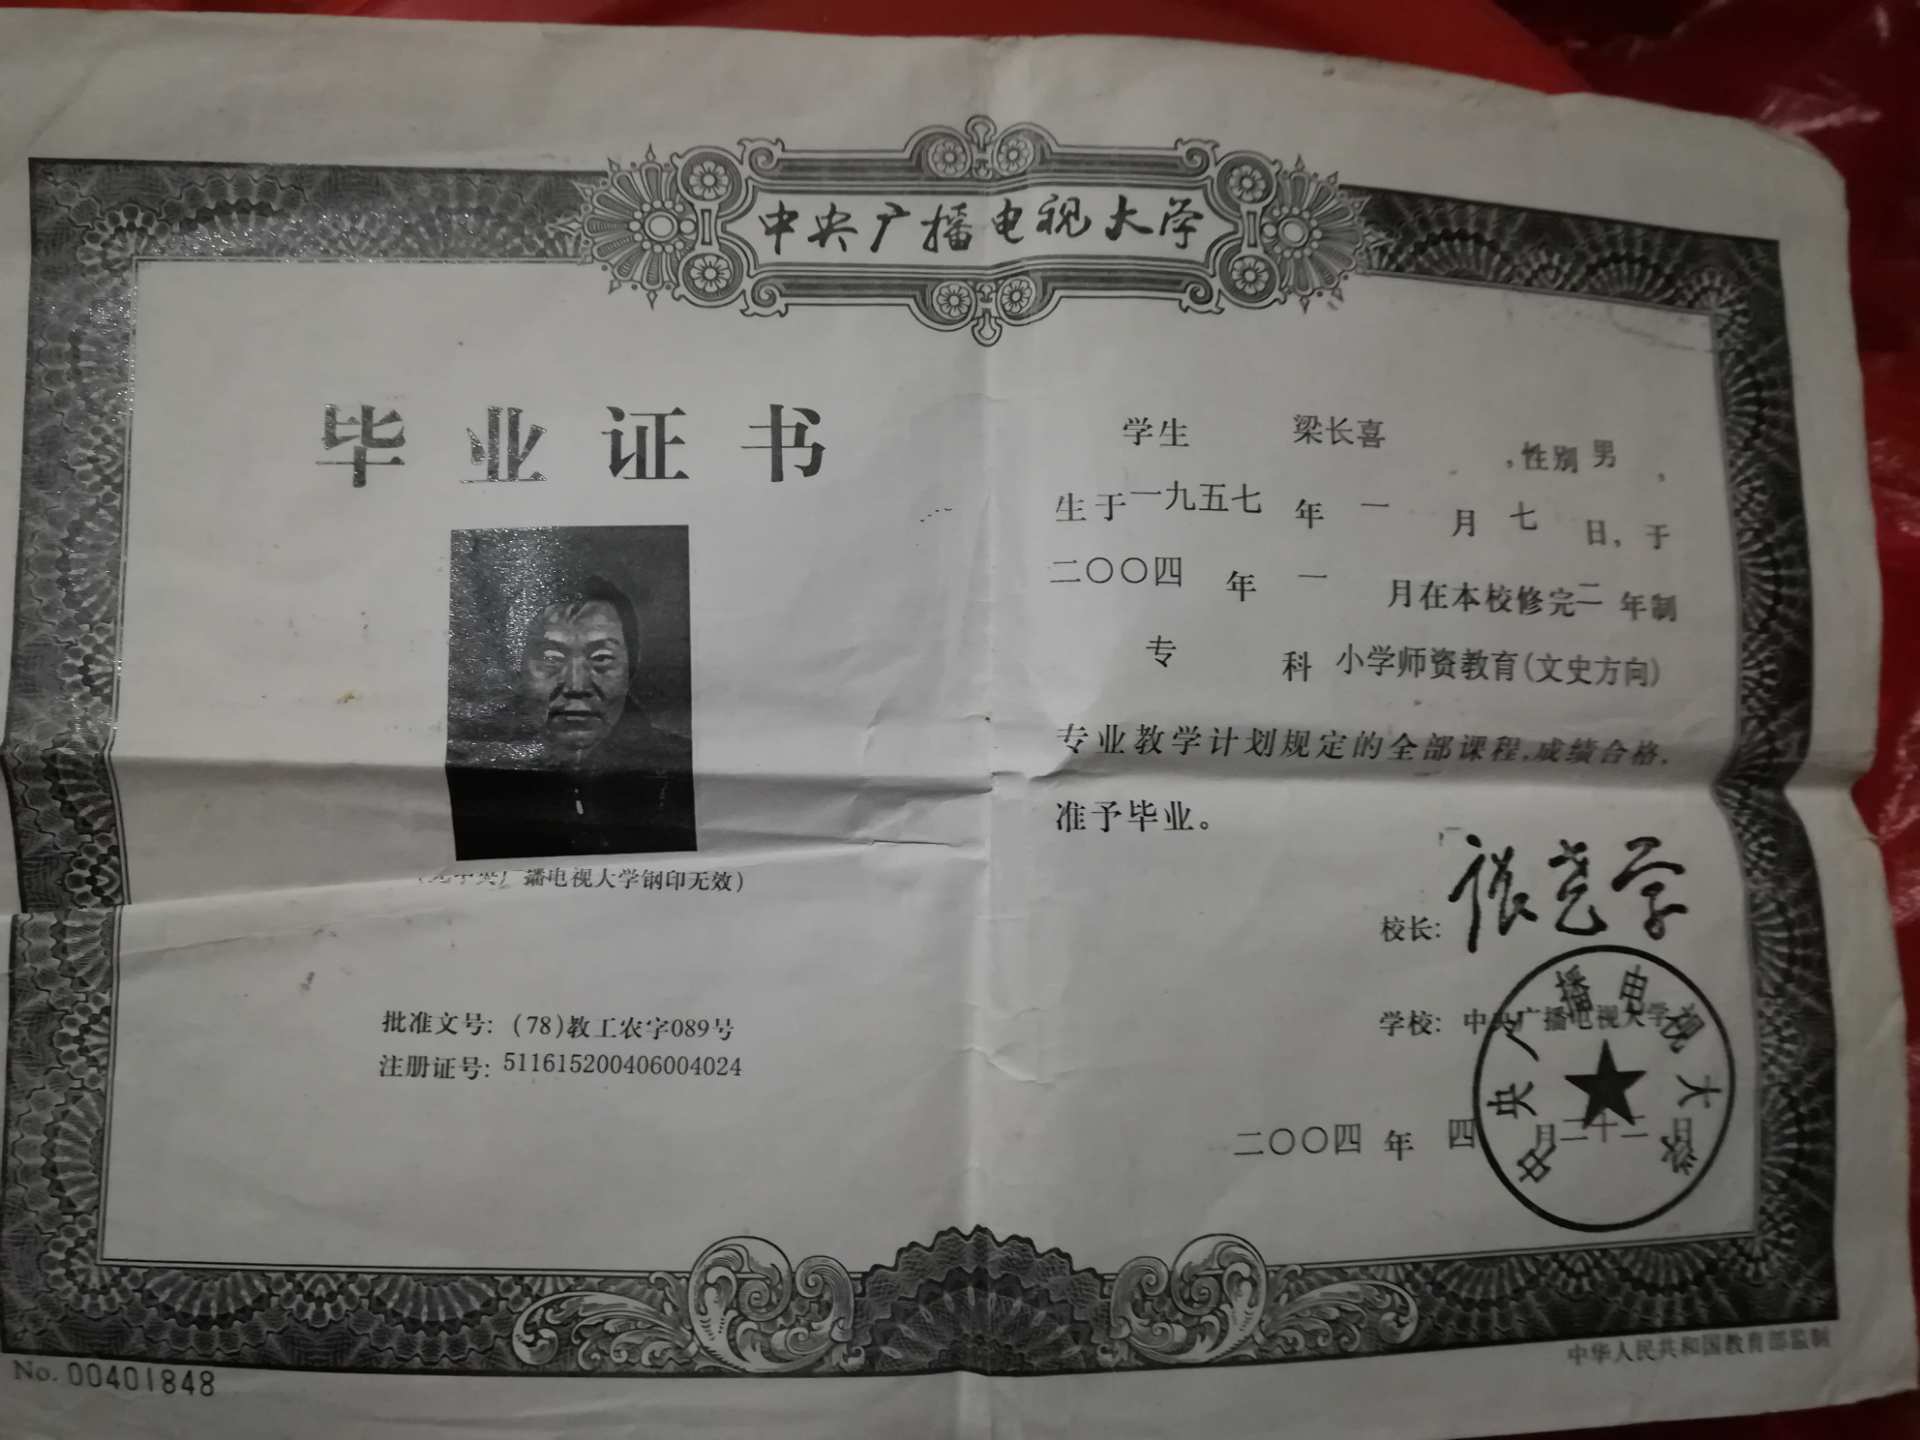 中央广播电视大学
毕业证书
(无中央广播电视大学钢印无效)
批准文号: (78)教工农字089号
注册证号: 511615200406004024
学生 梁长喜 ,性别 男 ,
生于一九五七年一月七日, 于
二〇〇四年一月在本校修完二年制
专科 小学师资教育(文史方向)
专业教学计划规定的全部课程,成绩合格,
准予毕业。
校长: 张尧学
学校: 中央广播电视大学
二〇〇四年四月二十二日
中央广播电视大学
No. 00401848
中华人民共和国教育部监制